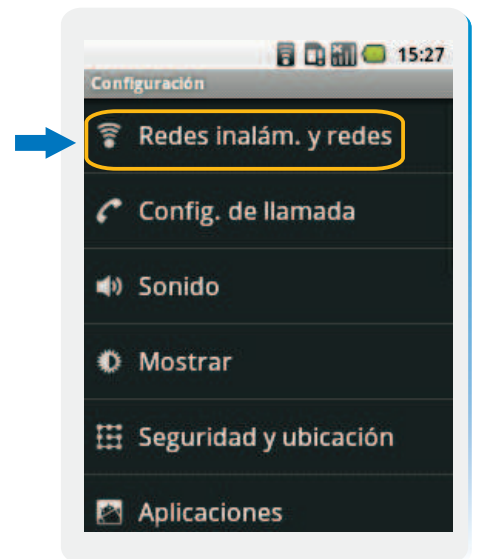 15:27
Configuración
Redes inalám. y redes
Config. de llamada
Sonido
Mostrar
Seguridad y ubicación
Aplicaciones